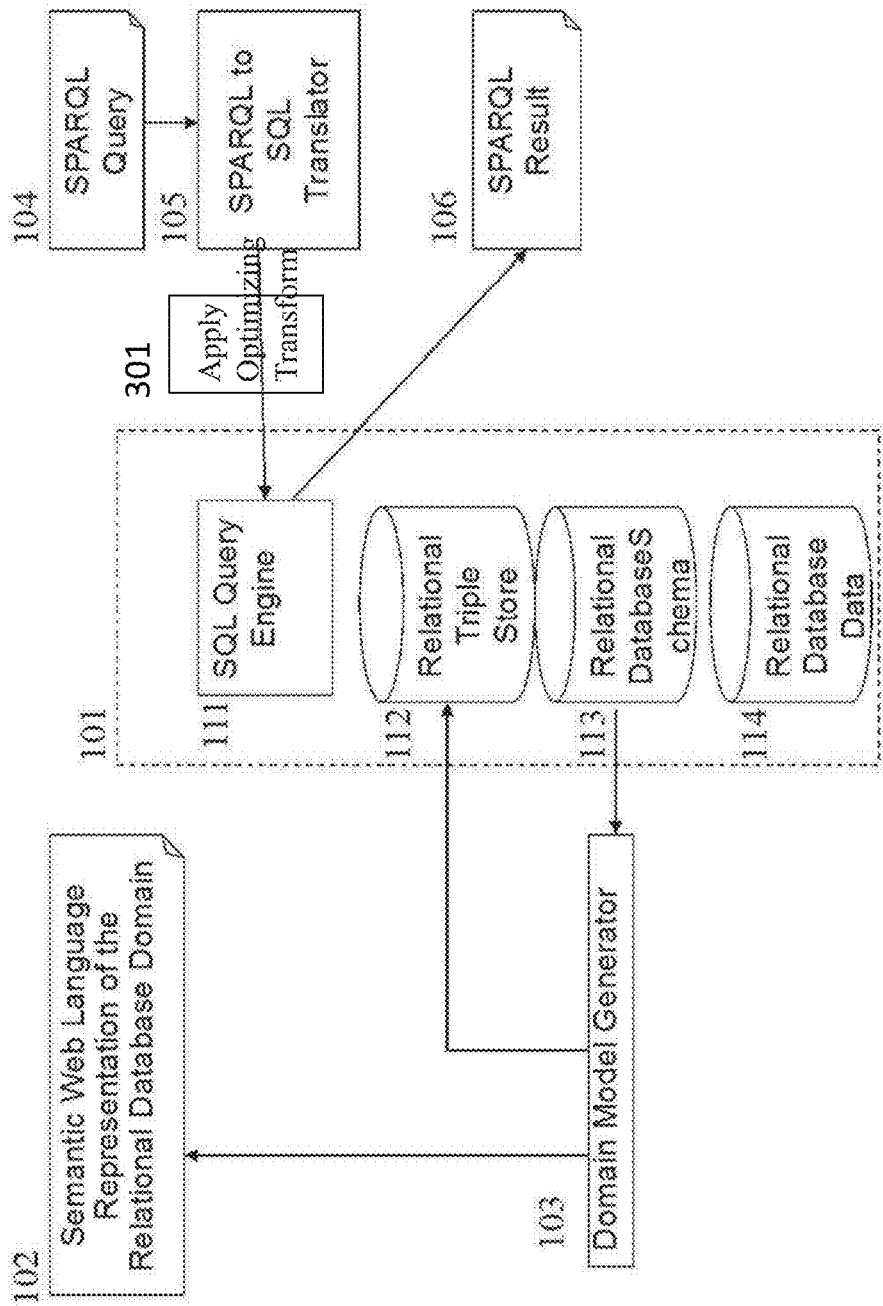 102
Semantic Web Language
Representation of the
Relational Database Domain
103
Domain Model Generator
101
111
SQL Query
Engine
112
Relational
Triple
Store
113
Relational
DatabaseS
chema
114
Relational
Database
Data
301
Apply
Optimizing
Transform
104
SPARQL
Query
105
SPARQL to
SQL
Translator
106
SPARQL
Result